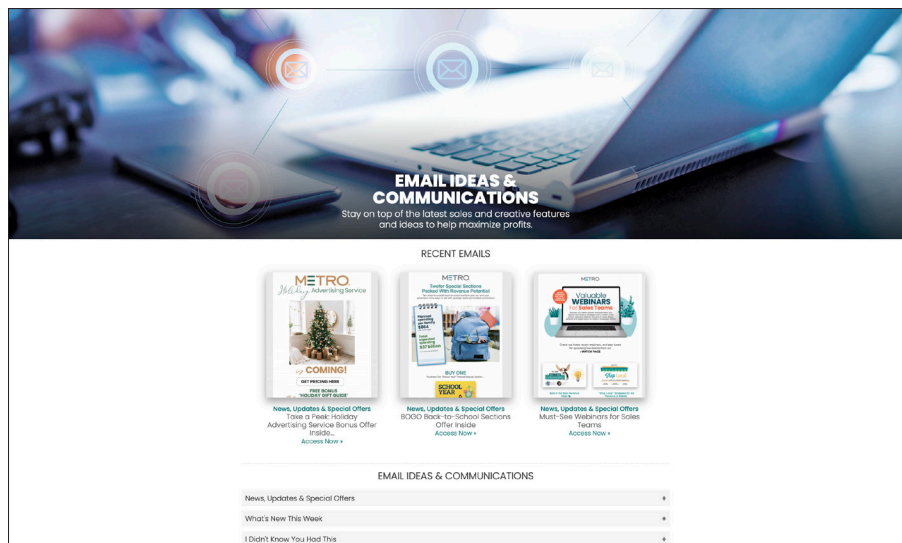 EMAIL IDEAS &
COMMUNICATIONS
Stay on top of the latest sales and creative features
and ideas to help maximize profits.
RECENT EMAILS
METRO
Holiday Advertising Service
is COMING!
GET PRICING HERE
FREE BONUS
"HOLIDAY GIFT GUIDE"
News, Updates & Special Offers
Take a Peek: Holiday
Advertising Service Bonus Offer
Inside...
Access Now »
METRO
Twofer Special Sections
Packed With Revenue Potential
BUY ONE
SCHOOL
YEAR
News, Updates & Special Offers
BOGO Back-to-School Sections
Offer Inside
Access Now »
METRO
Valuable
WEBINARS
For Sales Teams
News, Updates & Special Offers
Must-See Webinars for Sales
Teams
Access Now »
EMAIL IDEAS & COMMUNICATIONS
News, Updates & Special Offers +
What's New This Week +
I Didn't Know You Had This +